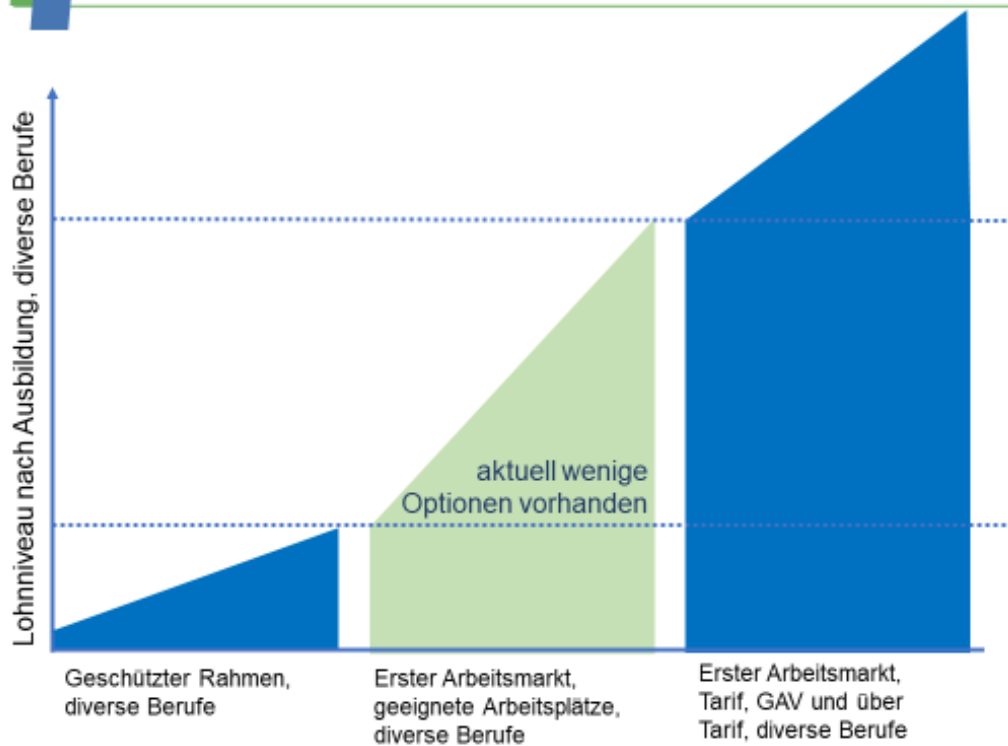 Lohnniveau nach Ausbildung, diverse Berufe
aktuell wenige
Optionen vorhanden
Geschützter Rahmen,
diverse Berufe
Erster Arbeitsmarkt,
geeignete Arbeitsplätze,
diverse Berufe
Erster Arbeitsmarkt,
Tarif, GAV und über
Tarif, diverse Berufe